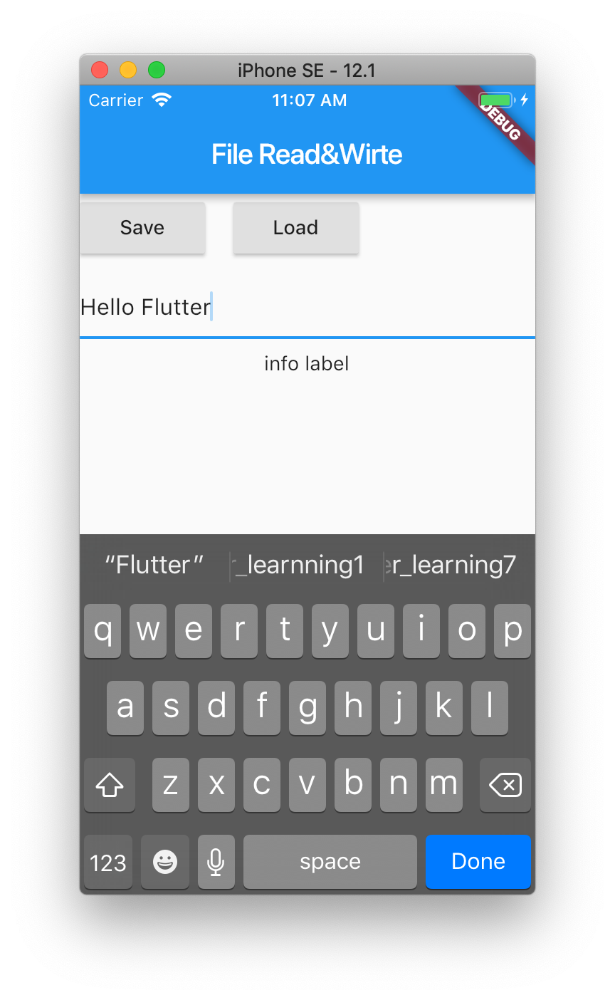 iPhone SE - 12.1
Carrier 11:07 AM
DEBUG
File Read&Wirte
Save Load
Hello Flutter
info label
“Flutter” r_learnning1 er_learning7
q w e r t y u i o p
a s d f g h j k l
z x c v b n m
123 space Done